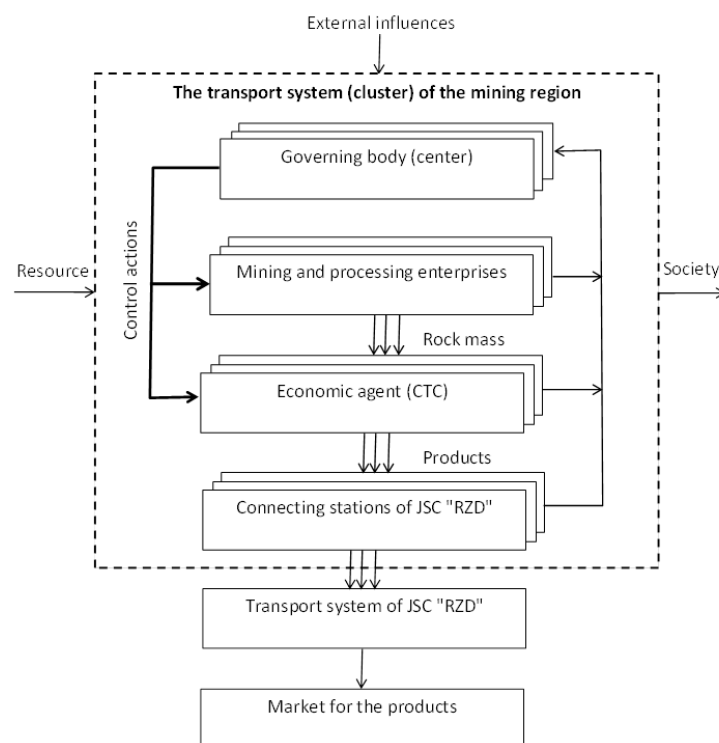 External influences
The transport system (cluster) of the mining region
Governing body (center)
Control actions
Resource
Mining and processing enterprises
Society
Rock mass
Economic agent (CTC)
Products
Connecting stations of JSC "RZD"
Transport system of JSC "RZD"
Market for the products